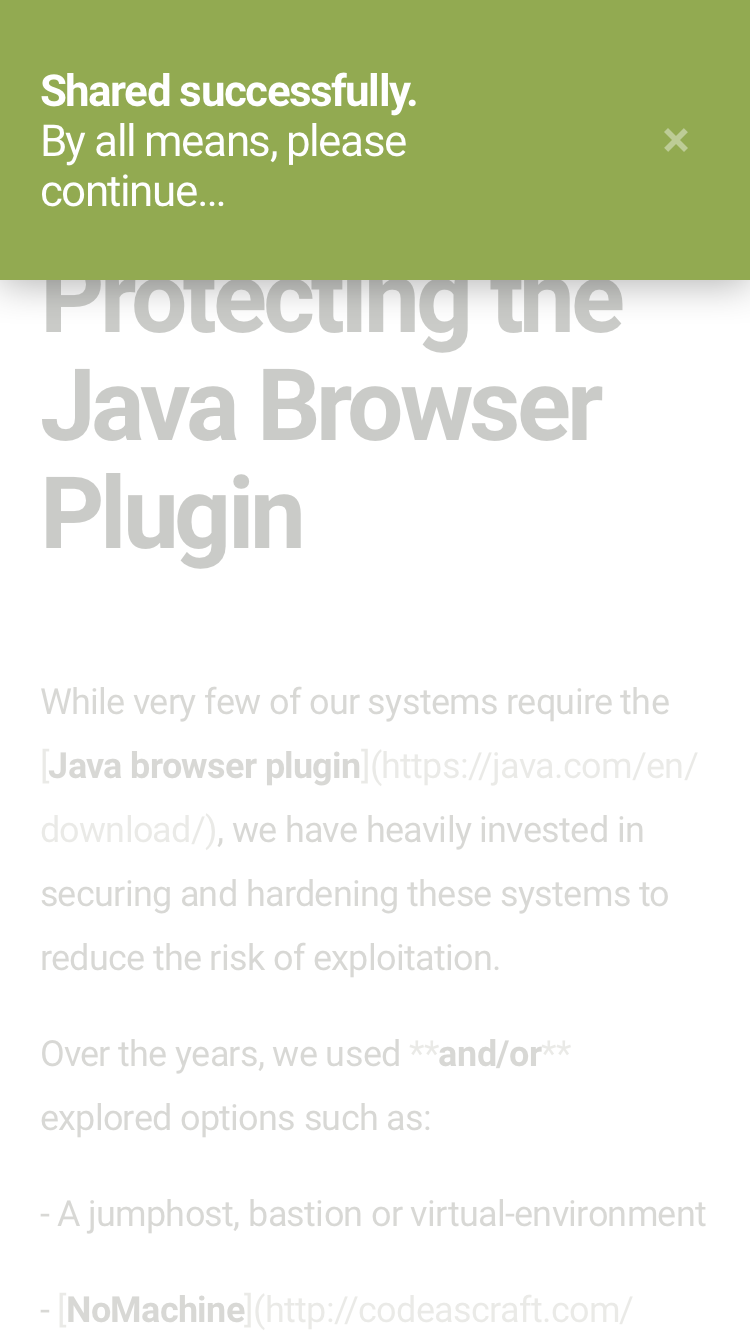 Shared successfully.
By all means, please
continue...
×
Protecting the
Java Browser
Plugin
While very few of our systems require the
[Java browser plugin](https://java.com/en/
download/), we have heavily invested in
securing and hardening these systems to
reduce the risk of exploitation.
Over the years, we used **and/or**
explored options such as:
- A jumphost, bastion or virtual-environment
- [NoMachine](http://codeascraft.com/